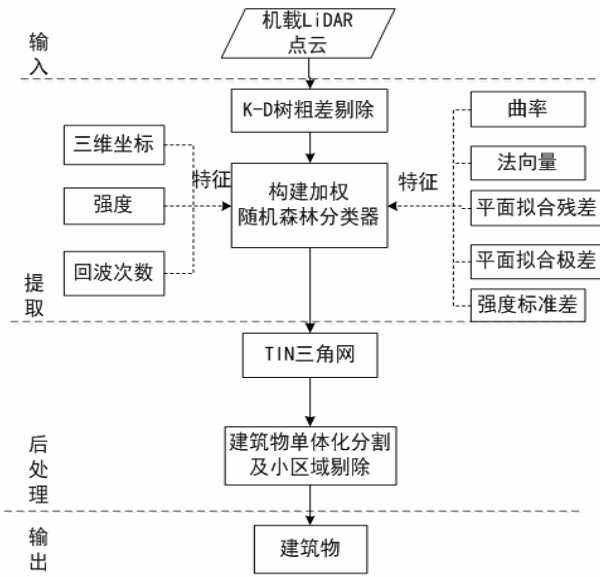 机载LiDAR
点云
输
入
K-D树粗差剔除
曲率
三维坐标
法向量
特征
特征
构建加权
随机森林分类器
强度
平面拟合残差
回波次数
平面拟合极差
提
取
强度标准差
TIN三角网
建筑物单体化分割
及小区域剔除
后
处
理
输
出
建筑物